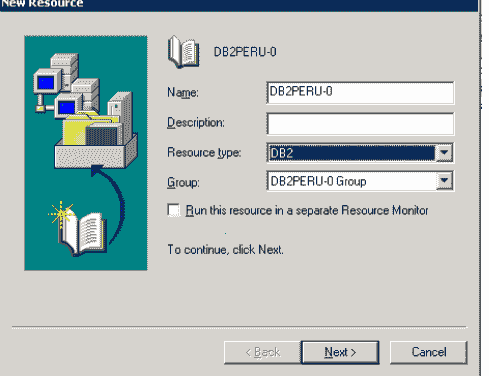 New Resource
DB2PERU-0
Name: DB2PERU-0
Description:
Resource type: DB2
Group: DB2PERU-0 Group
Run this resource in a separate Resource Monitor
To continue, click Next.
< Back Next > Cancel